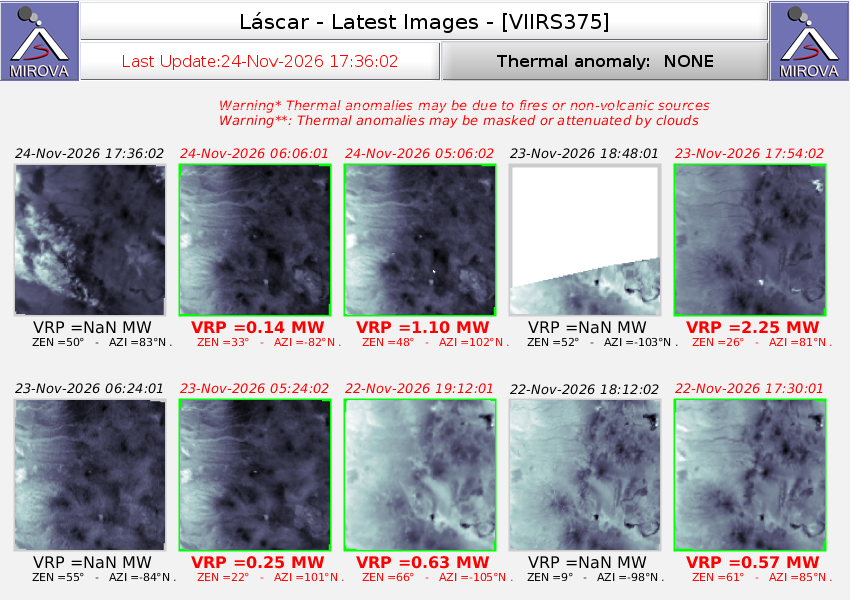 Láscar - Latest Images - [VIIRS375]
MIROVA
Last Update:24-Nov-2026 17:36:02
Thermal anomaly: NONE
MIROVA
Warning* Thermal anomalies may be due to fires or non-volcanic sources
Warning**: Thermal anomalies may be masked or attenuated by clouds
24-Nov-2026 17:36:02 24-Nov-2026 06:06:01 24-Nov-2026 05:06:02 23-Nov-2026 18:48:01 23-Nov-2026 17:54:02
VRP =NaN MW VRP =0.14 MW VRP =1.10 MW VRP =NaN MW VRP =2.25 MW
ZEN =50° - AZI =83°N . ZEN =33° - AZI =-82°N . ZEN =48° - AZI =102°N . ZEN =52° - AZI =-103°N . ZEN =26° - AZI =81°N .
23-Nov-2026 06:24:01 23-Nov-2026 05:24:02 22-Nov-2026 19:12:01 22-Nov-2026 18:12:02 22-Nov-2026 17:30:01
VRP =NaN MW VRP =0.25 MW VRP =0.63 MW VRP =NaN MW VRP =0.57 MW
ZEN =55° - AZI =-84°N . ZEN =22° - AZI =101°N . ZEN =66° - AZI =-105°N . ZEN =9° - AZI =-98°N . ZEN =61° - AZI =85°N .